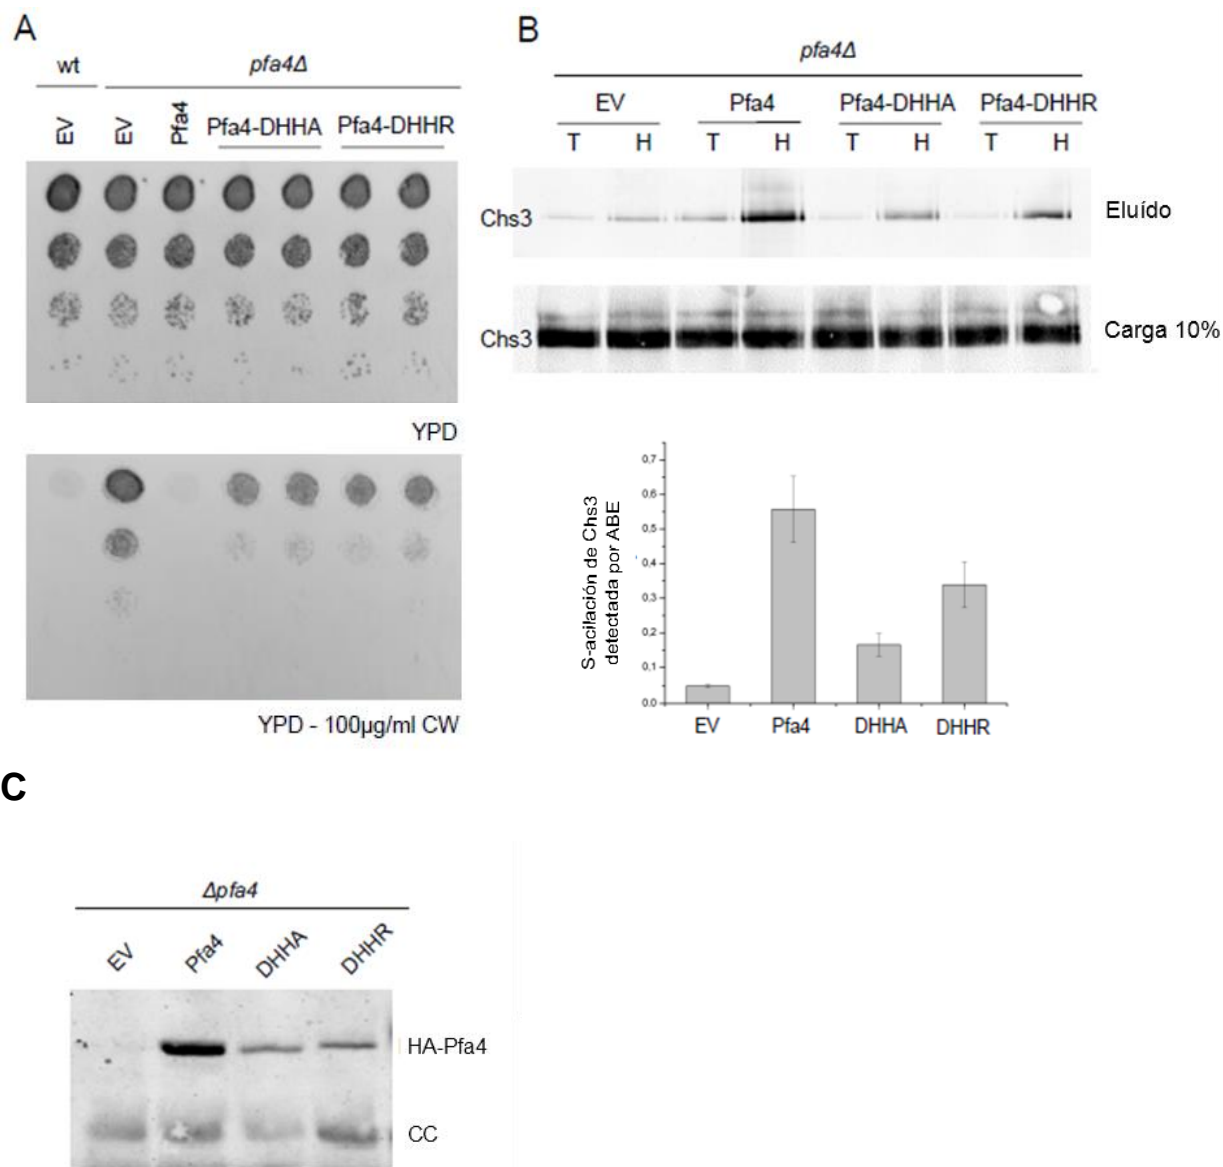 A
wt
pfa4Δ
EV
EV
Pfa4
Pfa4-DHHA
Pfa4-DHHR
YPD
YPD - 100µg/ml CW
B
pfa4Δ
EV
Pfa4
Pfa4-DHHA
Pfa4-DHHR
T
H
T
H
T
H
T
H
Chs3
Eluído
Chs3
Carga 10%
S-acilación de Chs3
detectada por ABE
0,7
0,6
0,5
0,4
0,3
0,2
0,1
0,0
EV
Pfa4
DHHA
DHHR
C
Δpfa4
EV
Pfa4
DHHA
DHHR
HA-Pfa4
CC